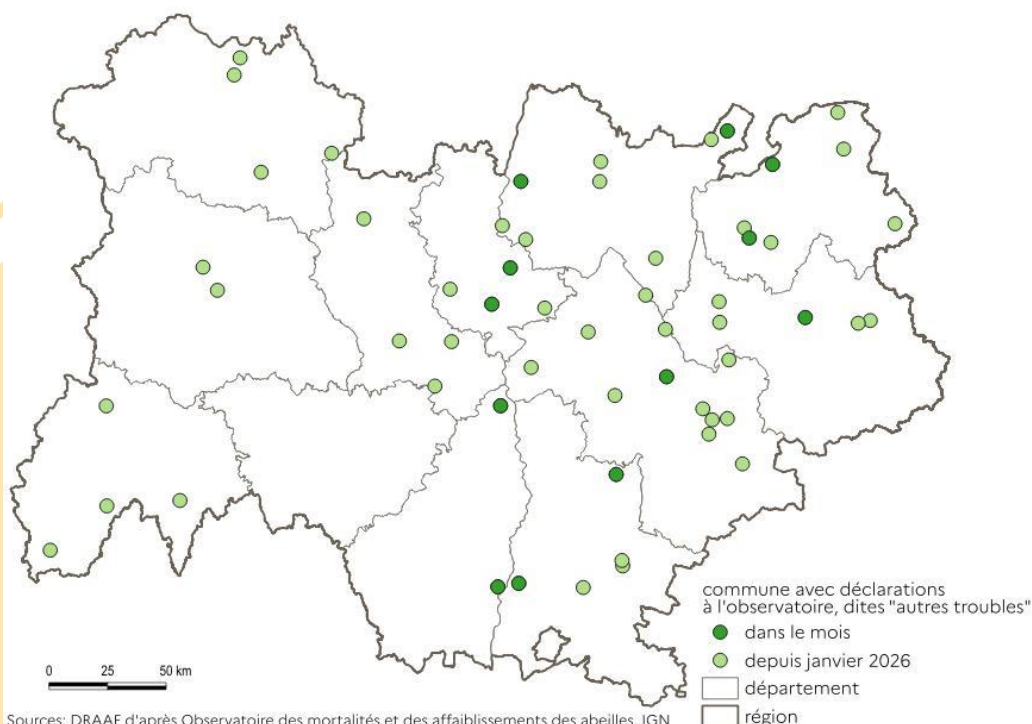 commune avec déclarations
à l'observatoire, dites "autres troubles"
dans le mois
depuis janvier 2026
département
région
0 25 50 km
Sources: DRAAF d'après Observatoire des mortalités et des affaiblissements des abeilles, IGN